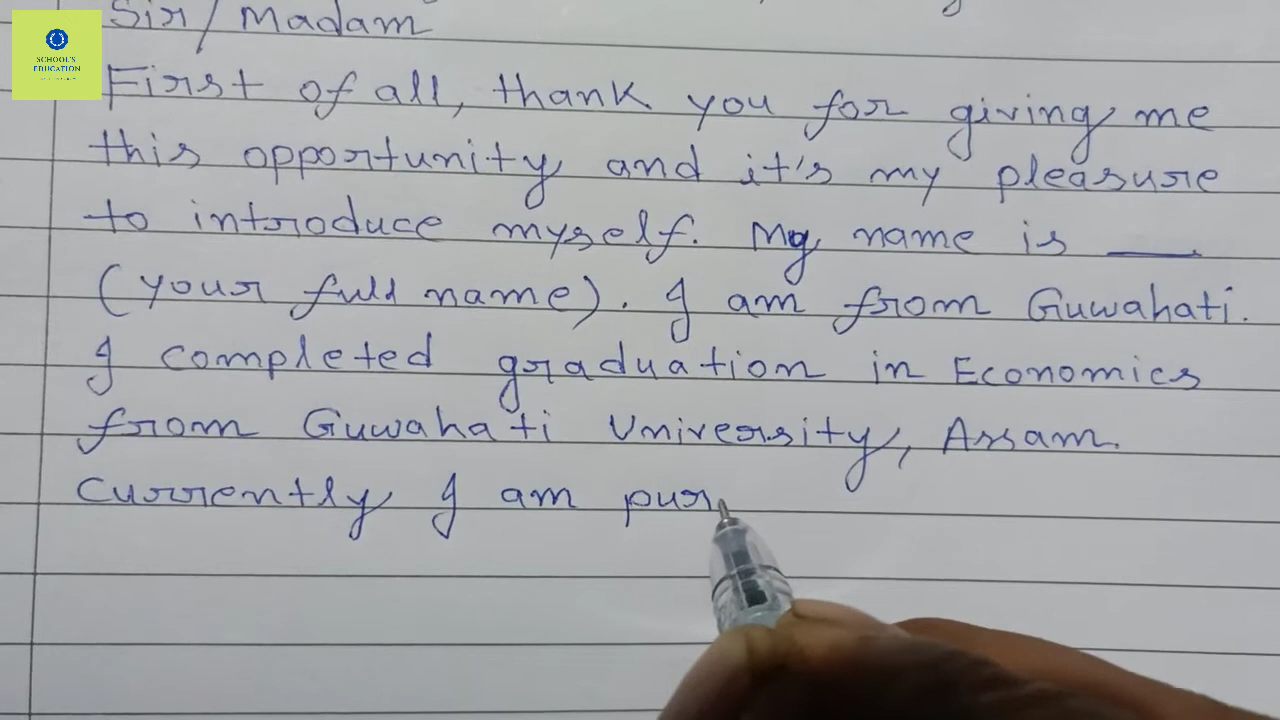 SCHOOL'S
EDUCATION
Sir/Madam
First of all, thank you for giving me
this opportunity and it's my pleasure
to introduce myself. My name is ___
(your full name). I am from Guwahati.
I completed graduation in Economics
from Guwahati University, Assam.
Currently I am pur